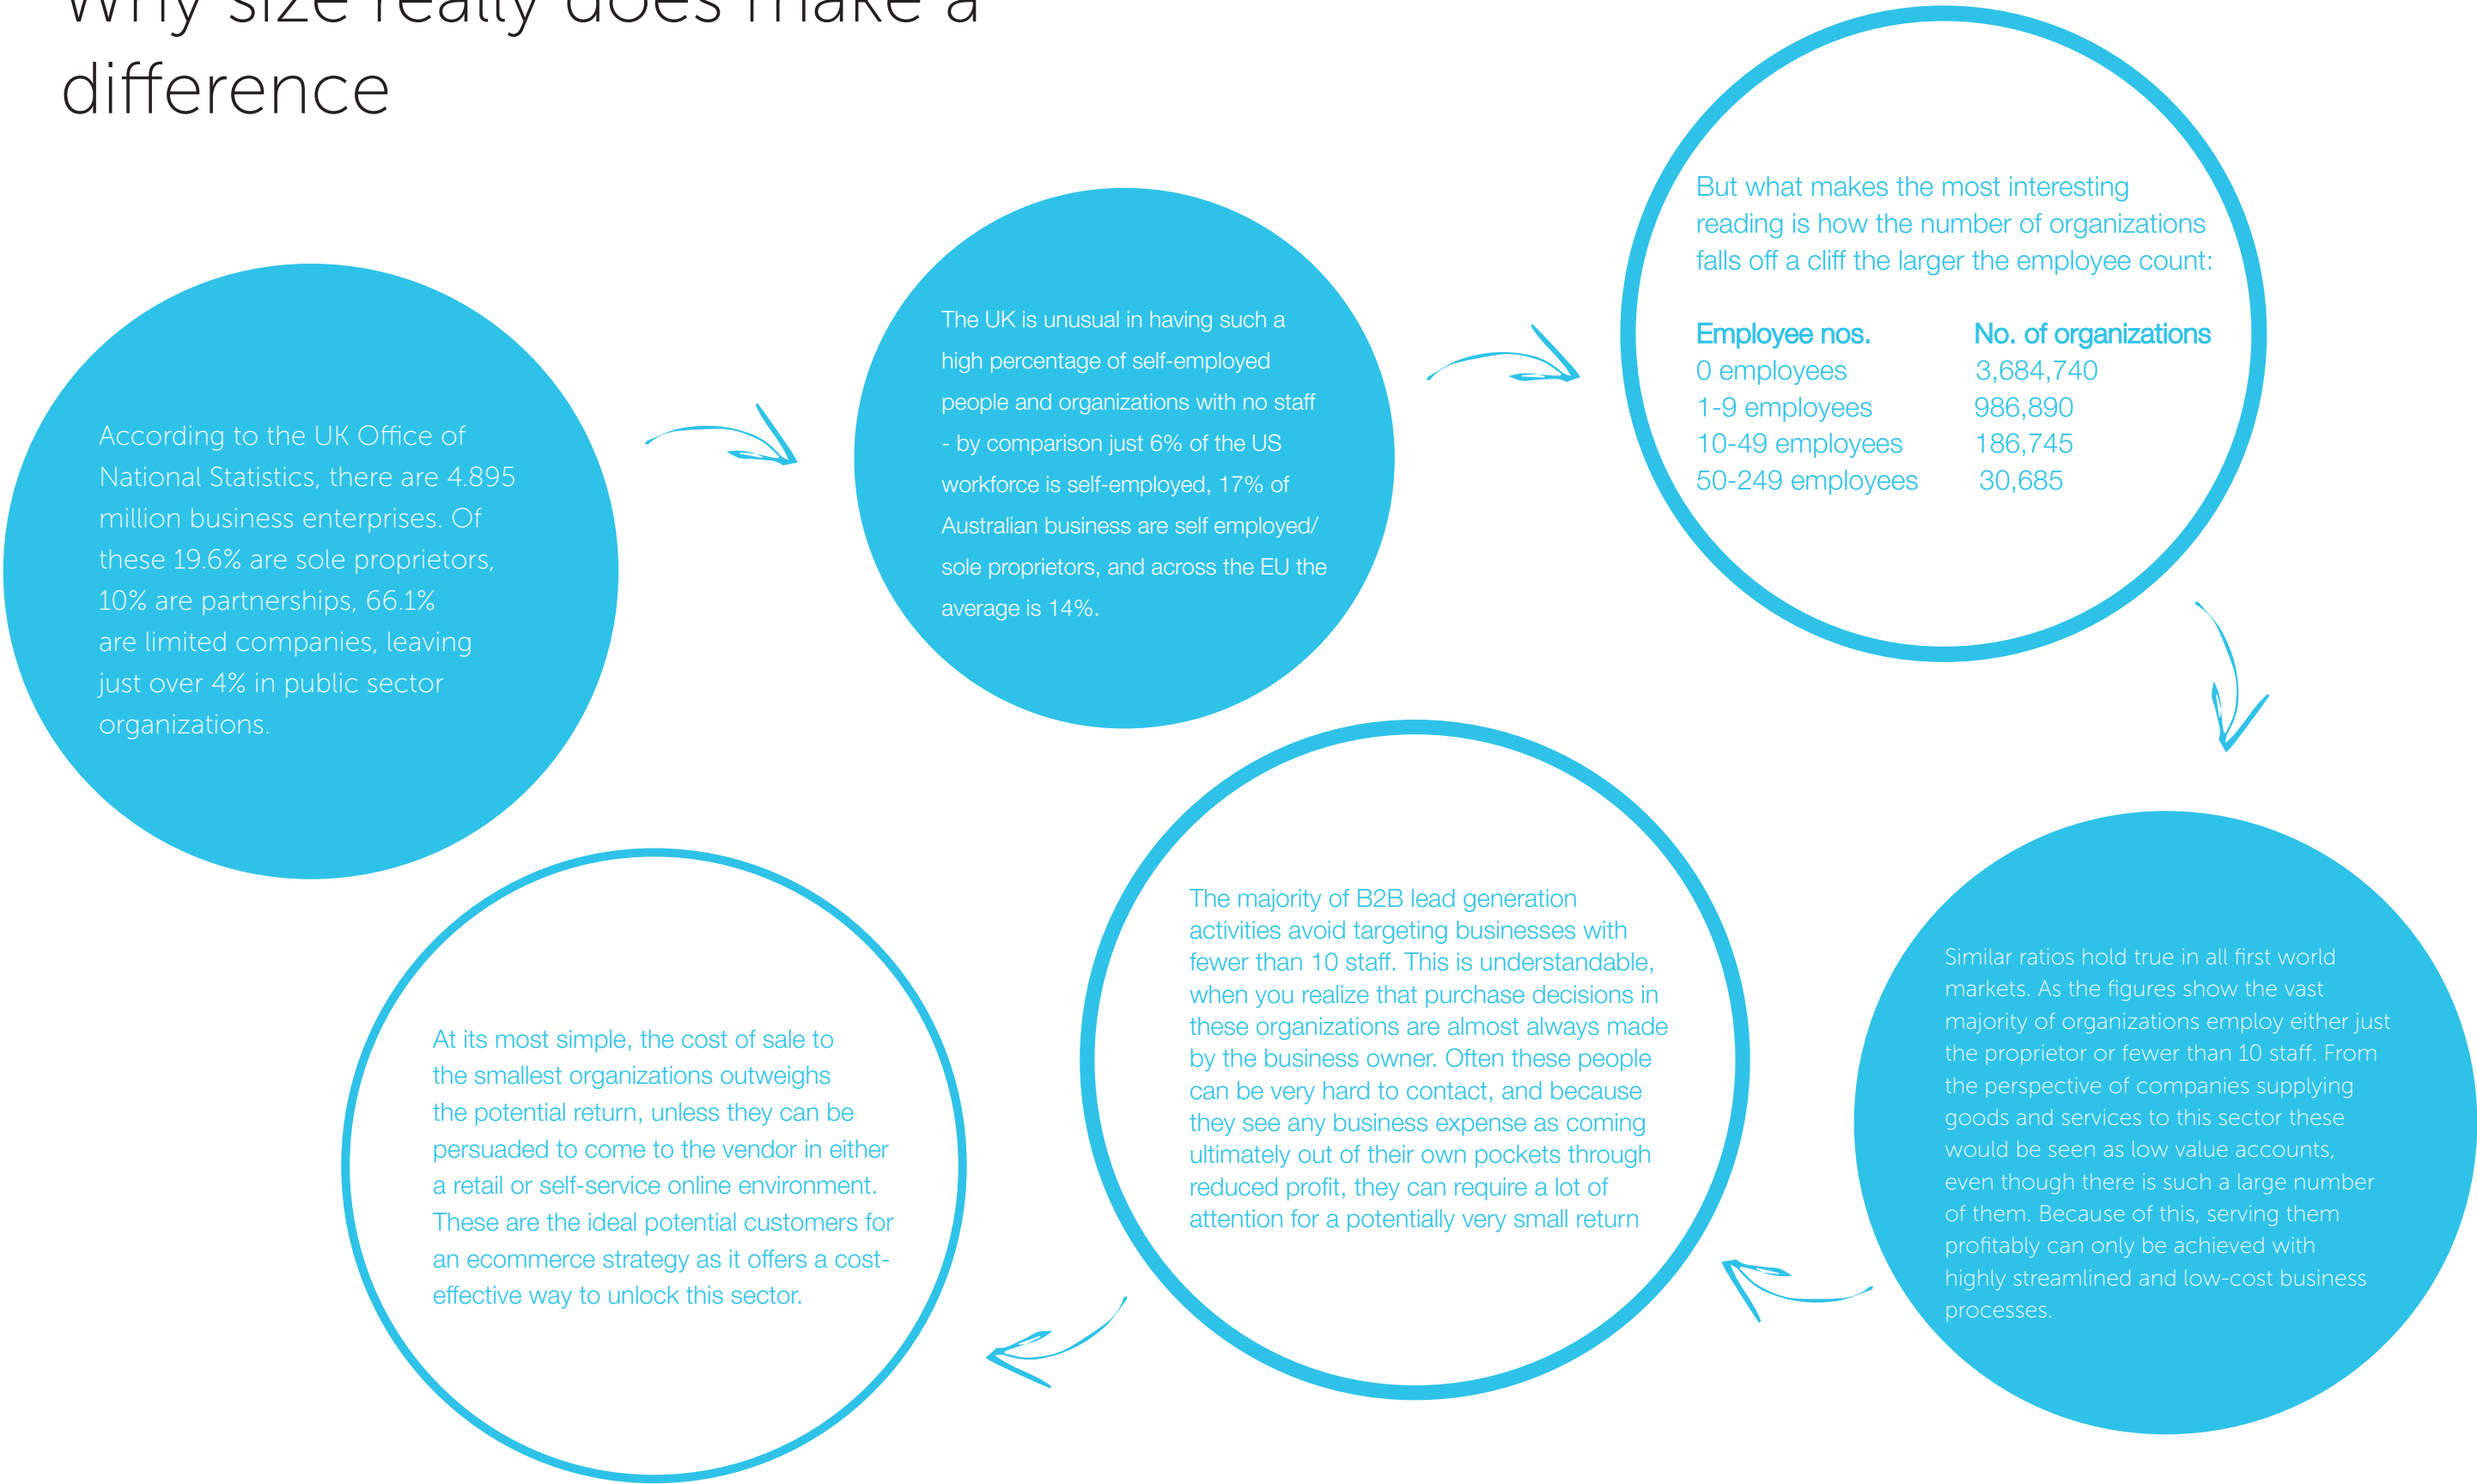 Why size really does make a
difference
According to the UK Office of
National Statistics, there are 4.895
million business enterprises. Of
these 19.6% are sole proprietors,
10% are partnerships, 66.1%
are limited companies, leaving
just over 4% in public sector
organizations.
The UK is unusual in having such a
high percentage of self-employed
people and organizations with no staff
- by comparison just 6% of the US
workforce is self-employed, 17% of
Australian business are self employed/
sole proprietors, and across the EU the
average is 14%.
But what makes the most interesting
reading is how the number of organizations
falls off a cliff the larger the employee count:
Employee nos. No. of organizations
0 employees 3,684,740
1-9 employees 986,890
10-49 employees 186,745
50-249 employees 30,685
Similar ratios hold true in all first world
markets. As the figures show the vast
majority of organizations employ either just
the proprietor or fewer than 10 staff. From
the perspective of companies supplying
goods and services to this sector these
would be seen as low value accounts,
even though there is such a large number
of them. Because of this, serving them
profitably can only be achieved with
highly streamlined and low-cost business
processes.
The majority of B2B lead generation
activities avoid targeting businesses with
fewer than 10 staff. This is understandable,
when you realize that purchase decisions in
these organizations are almost always made
by the business owner. Often these people
can be very hard to contact, and because
they see any business expense as coming
ultimately out of their own pockets through
reduced profit, they can require a lot of
attention for a potentially very small return
At its most simple, the cost of sale to
the smallest organizations outweighs
the potential return, unless they can be
persuaded to come to the vendor in either
a retail or self-service online environment.
These are the ideal potential customers for
an ecommerce strategy as it offers a cost-
effective way to unlock this sector.